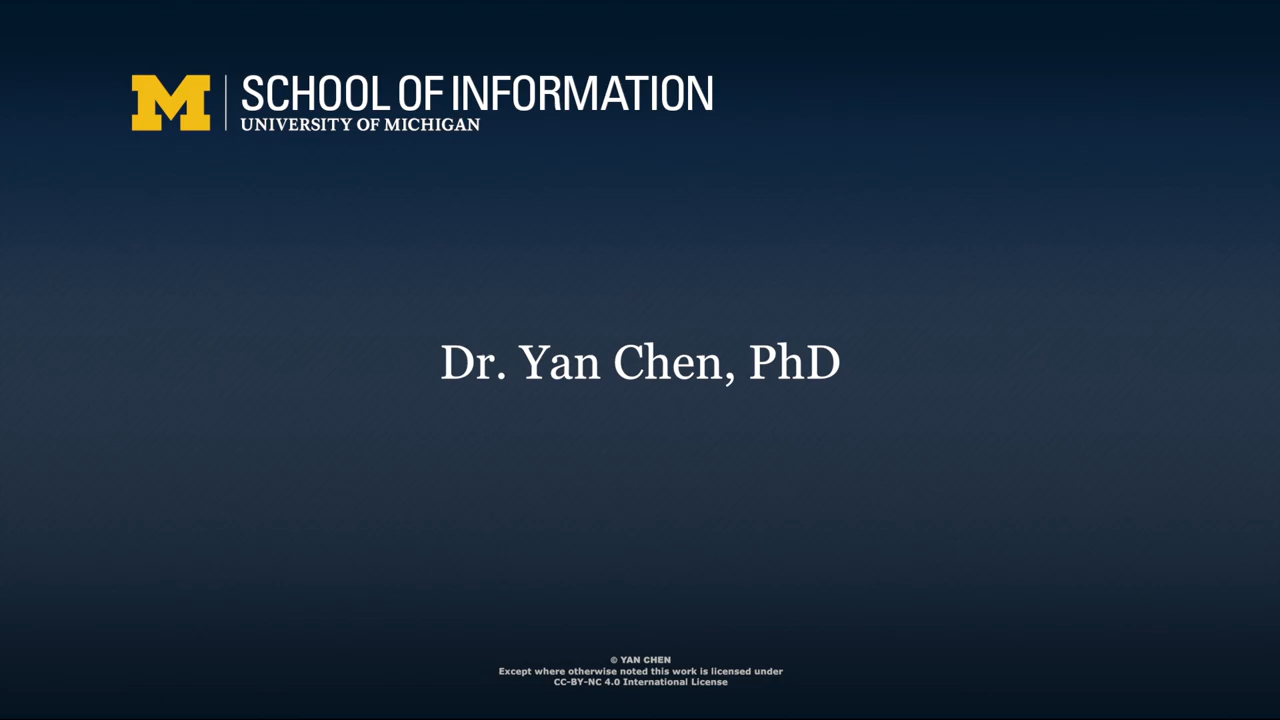 M
SCHOOL OF INFORMATION
UNIVERSITY OF MICHIGAN
Dr. Yan Chen, PhD
© YAN CHEN
Except where otherwise noted this work is licensed under
CC-BY-NC 4.0 International License